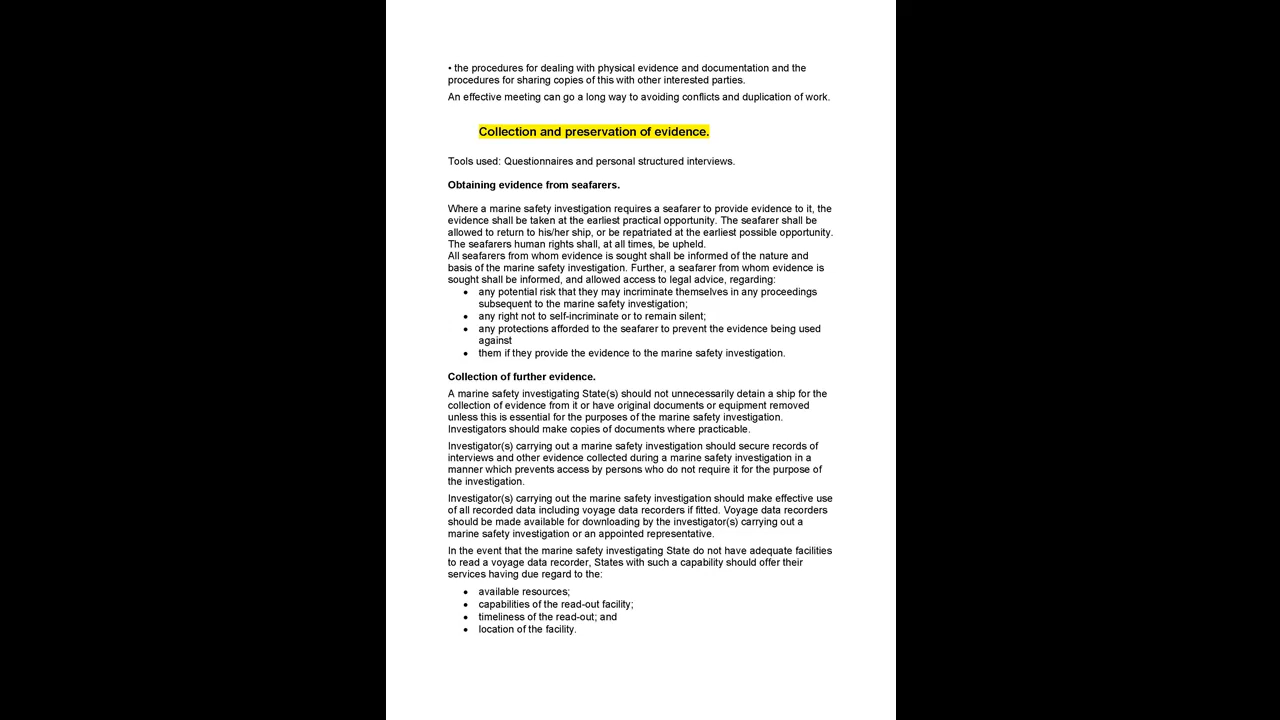 • the procedures for dealing with physical evidence and documentation and the
procedures for sharing copies of this with other interested parties.
An effective meeting can go a long way to avoiding conflicts and duplication of work.
Collection and preservation of evidence.
Tools used: Questionnaires and personal structured interviews.
Obtaining evidence from seafarers.
Where a marine safety investigation requires a seafarer to provide evidence to it, the
evidence shall be taken at the earliest practical opportunity. The seafarer shall be
allowed to return to his/her ship, or be repatriated at the earliest possible opportunity.
The seafarers human rights shall, at all times, be upheld.
All seafarers from whom evidence is sought shall be informed of the nature and
basis of the marine safety investigation. Further, a seafarer from whom evidence is
sought shall be informed, and allowed access to legal advice, regarding:
• any potential risk that they may incriminate themselves in any proceedings
subsequent to the marine safety investigation;
• any right not to self-incriminate or to remain silent;
• any protections afforded to the seafarer to prevent the evidence being used
against
• them if they provide the evidence to the marine safety investigation.
Collection of further evidence.
A marine safety investigating State(s) should not unnecessarily detain a ship for the
collection of evidence from it or have original documents or equipment removed
unless this is essential for the purposes of the marine safety investigation.
Investigators should make copies of documents where practicable.
Investigator(s) carrying out a marine safety investigation should secure records of
interviews and other evidence collected during a marine safety investigation in a
manner which prevents access by persons who do not require it for the purpose of
the investigation.
Investigator(s) carrying out the marine safety investigation should make effective use
of all recorded data including voyage data recorders if fitted. Voyage data recorders
should be made available for downloading by the investigator(s) carrying out a
marine safety investigation or an appointed representative.
In the event that the marine safety investigating State do not have adequate facilities
to read a voyage data recorder, States with such a capability should offer their
services having due regard to the:
• available resources;
• capabilities of the read-out facility;
• timeliness of the read-out; and
• location of the facility.